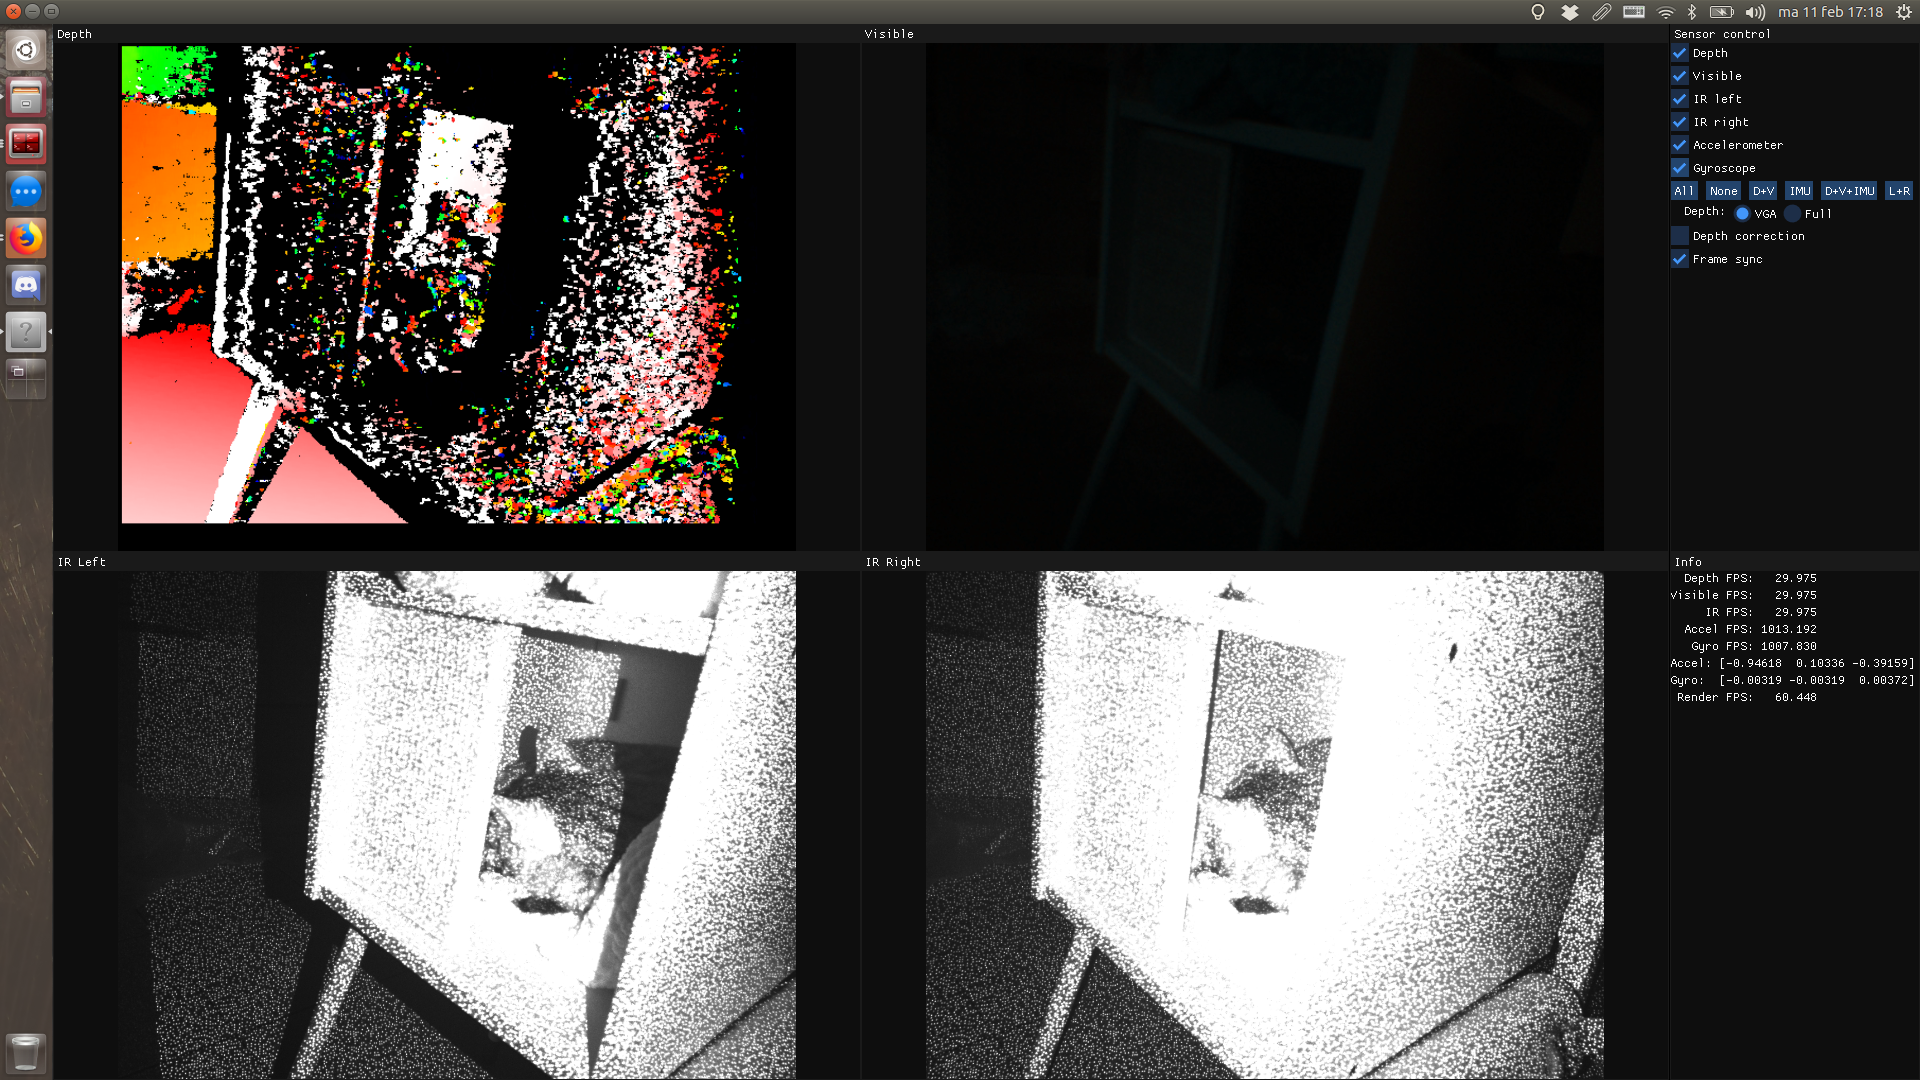 ma 11 feb 17:18
Depth
Visible
Sensor control
Depth
Visible
IR left
IR right
Accelerometer
Gyroscope
All None D+V IMU D+V+IMU L+R
Depth: VGA Full
Depth correction
Frame sync
IR Left
IR Right
Info
Depth FPS: 29.975
Visible FPS: 29.975
IR FPS: 29.975
Accel FPS: 1013.192
Gyro FPS: 1007.830
Accel: [-0.94618 0.10336 -0.39159]
Gyro: [-0.00319 -0.00319 0.00372]
Render FPS: 60.448